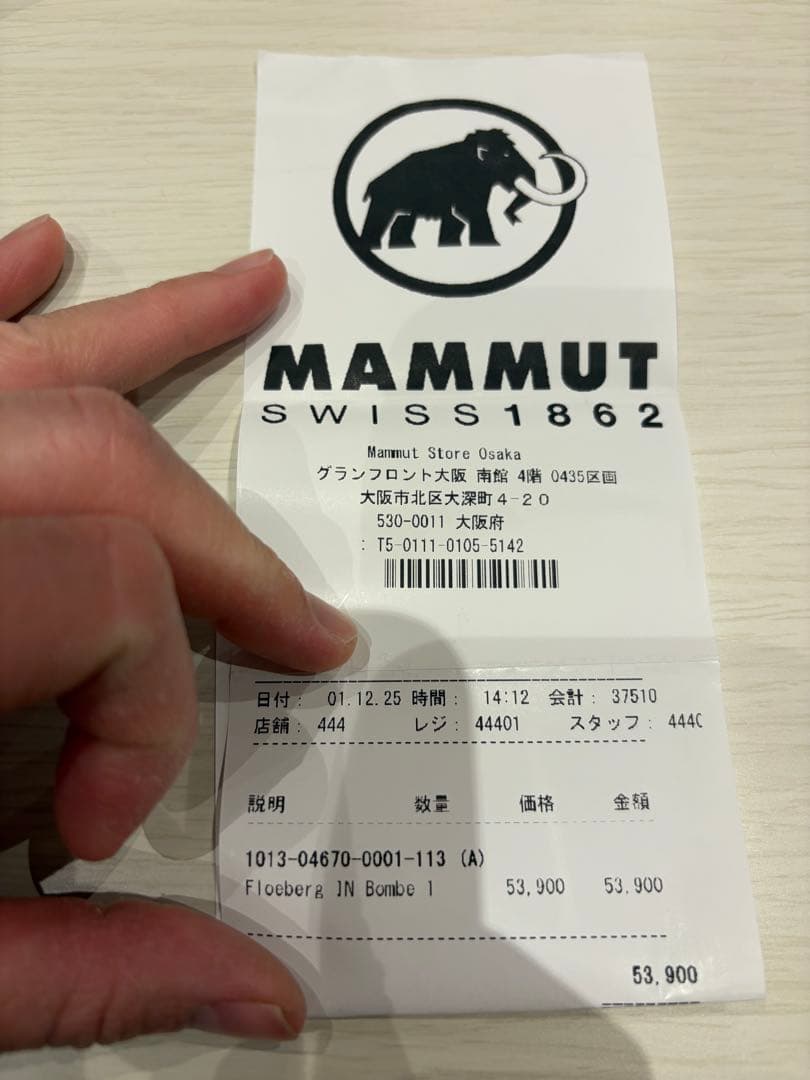 MAMMUT
SWISS1862
Mammut Store Osaka
グランフロント大阪 南館 4階 0435区画
大阪市北区大深町4-20
530-0011 大阪府
: T5-0111-0105-5142
日付: 01.12.25 時間: 14:12 会計: 37510
店舗: 444 レジ: 44401 スタッフ: 444
説明 数量 価格 金額
1013-04670-0001-113 (A)
Floeberg IN Bombe 1 53,900 53,900
53,900